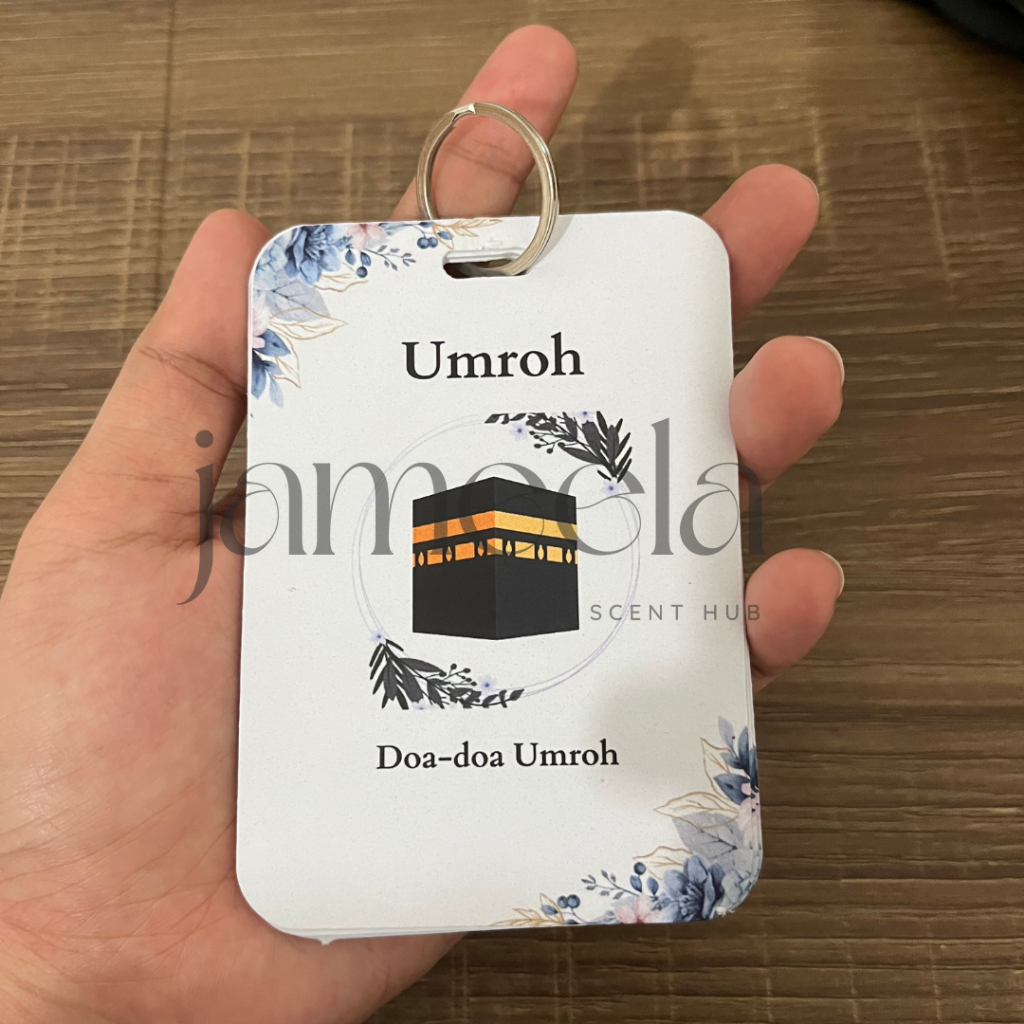 Umroh
jameela
SCENT HUB
Doa-doa Umroh